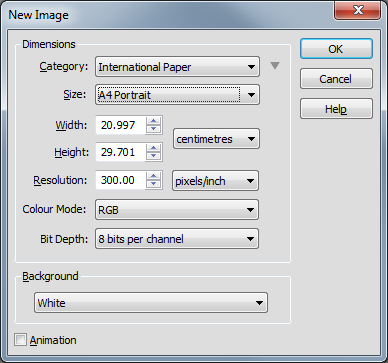 New Image
Dimensions
Category: International Paper
OK
Size: A4 Portrait
Cancel
Width: 20.997
centimetres
Help
Height: 29.701
Resolution: 300.00 pixels/inch
Colour Mode: RGB
Bit Depth: 8 bits per channel
Background
White
Animation